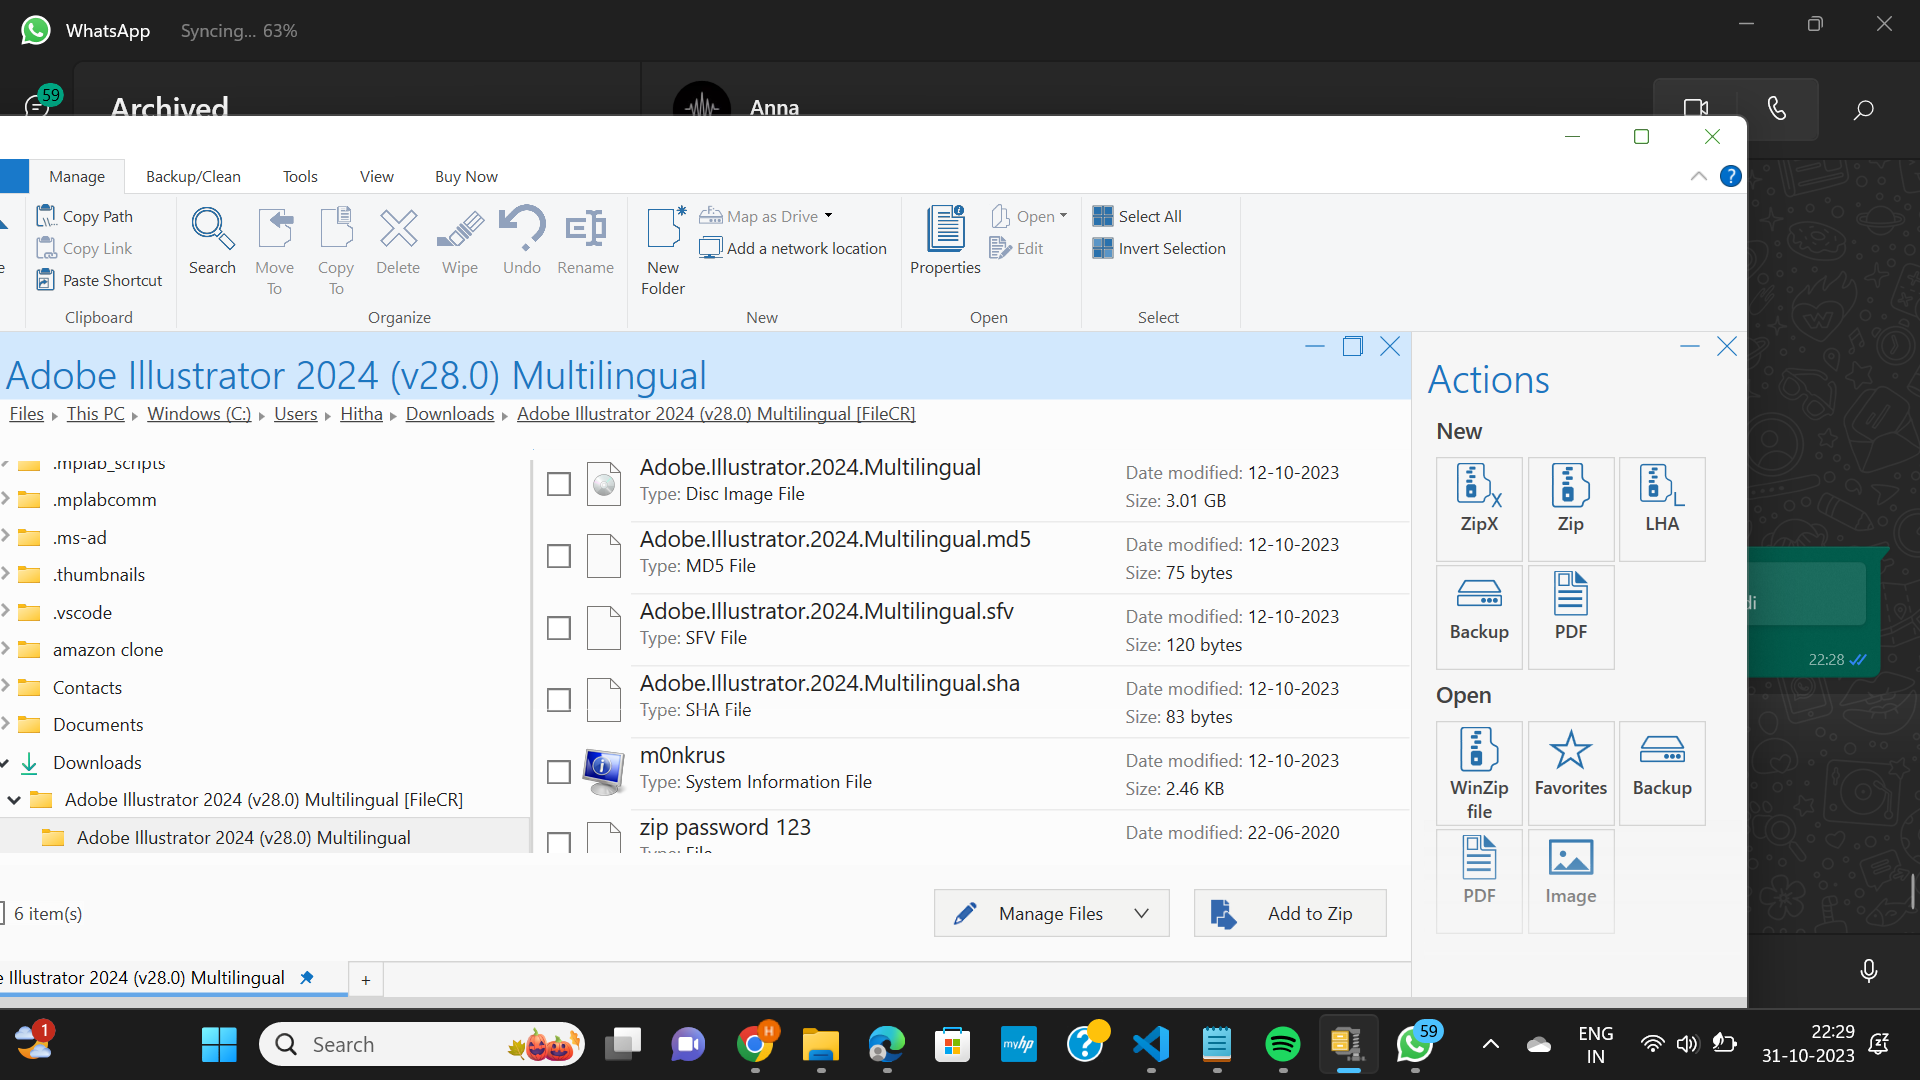 WhatsApp Syncing... 63%
59
Archived
Anna
Manage Backup/Clean Tools View Buy Now
?
Copy Path
Copy Link
Paste Shortcut
Clipboard
Search
Move To
Copy To
Delete
Wipe
Undo
Rename
Organize
New Folder
Map as Drive
Add a network location
New
Properties
Open
Edit
Open
Select All
Invert Selection
Select
Adobe Illustrator 2024 (v28.0) Multilingual
Files This PC Windows (C:) Users Hitha Downloads Adobe Illustrator 2024 (v28.0) Multilingual [FileCR]
.mplab_scripts
.mplabcomm
.ms-ad
.thumbnails
.vscode
amazon clone
Contacts
Documents
Downloads
Adobe Illustrator 2024 (v28.0) Multilingual [FileCR]
Adobe Illustrator 2024 (v28.0) Multilingual
Adobe.Illustrator.2024.Multilingual
Type: Disc Image File
Date modified: 12-10-2023
Size: 3.01 GB
Adobe.Illustrator.2024.Multilingual.md5
Type: MD5 File
Date modified: 12-10-2023
Size: 75 bytes
Adobe.Illustrator.2024.Multilingual.sfv
Type: SFV File
Date modified: 12-10-2023
Size: 120 bytes
Adobe.Illustrator.2024.Multilingual.sha
Type: SHA File
Date modified: 12-10-2023
Size: 83 bytes
m0nkrus
Type: System Information File
Date modified: 12-10-2023
Size: 2.46 KB
zip password 123
Type: File
Date modified: 22-06-2020
Actions
New
ZipX
Zip
LHA
Backup
PDF
Open
WinZip file
Favorites
Backup
PDF
Image
di
22:28
6 item(s)
Manage Files
Add to Zip
e Illustrator 2024 (v28.0) Multilingual
+
1
Search
H
myhp
?
59
ENG
IN
22:29
31-10-2023